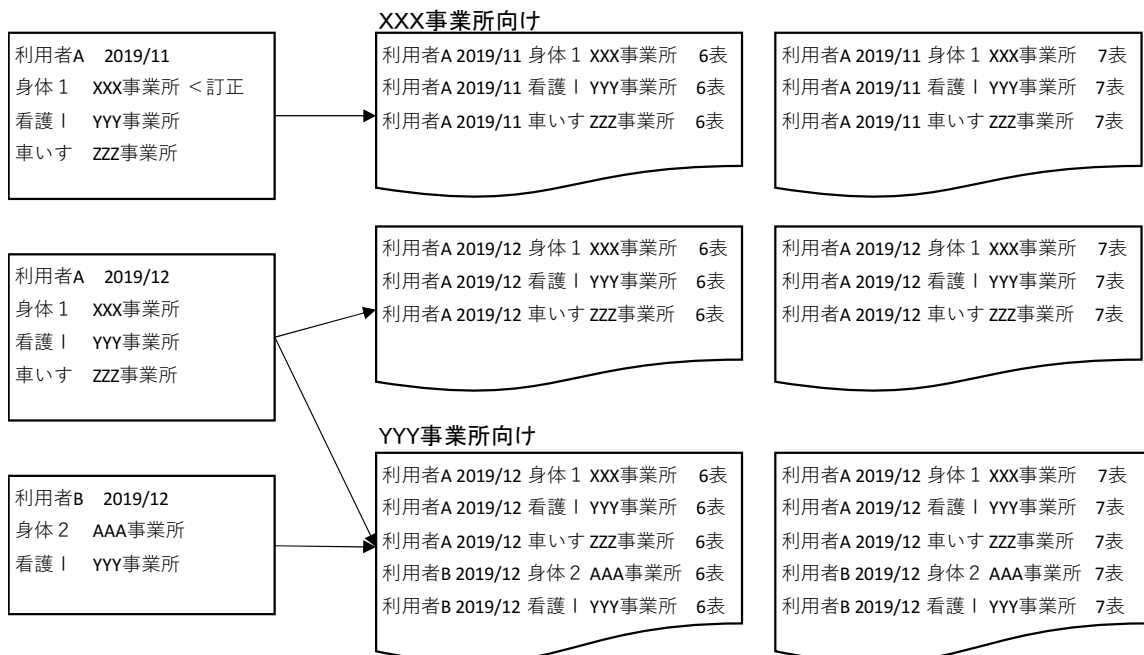 XXX事業所向け
利用者A 2019/11
身体１ XXX事業所 ＜訂正
看護Ⅰ YYY事業所
車いす ZZZ事業所
利用者A 2019/11 身体１ XXX事業所 6表
利用者A 2019/11 看護Ⅰ YYY事業所 6表
利用者A 2019/11 車いす ZZZ事業所 6表
利用者A 2019/11 身体１ XXX事業所 7表
利用者A 2019/11 看護Ⅰ YYY事業所 7表
利用者A 2019/11 車いす ZZZ事業所 7表
利用者A 2019/12
身体１ XXX事業所
看護Ⅰ YYY事業所
車いす ZZZ事業所
利用者A 2019/12 身体１ XXX事業所 6表
利用者A 2019/12 看護Ⅰ YYY事業所 6表
利用者A 2019/12 車いす ZZZ事業所 6表
利用者A 2019/12 身体１ XXX事業所 7表
利用者A 2019/12 看護Ⅰ YYY事業所 7表
利用者A 2019/12 車いす ZZZ事業所 7表
YYY事業所向け
利用者B 2019/12
身体２ AAA事業所
看護Ⅰ YYY事業所
利用者A 2019/12 身体１ XXX事業所 6表
利用者A 2019/12 看護Ⅰ YYY事業所 6表
利用者A 2019/12 車いす ZZZ事業所 6表
利用者B 2019/12 身体２ AAA事業所 6表
利用者B 2019/12 看護Ⅰ YYY事業所 6表
利用者A 2019/12 身体１ XXX事業所 7表
利用者A 2019/12 看護Ⅰ YYY事業所 7表
利用者A 2019/12 車いす ZZZ事業所 7表
利用者B 2019/12 身体２ AAA事業所 7表
利用者B 2019/12 看護Ⅰ YYY事業所 7表